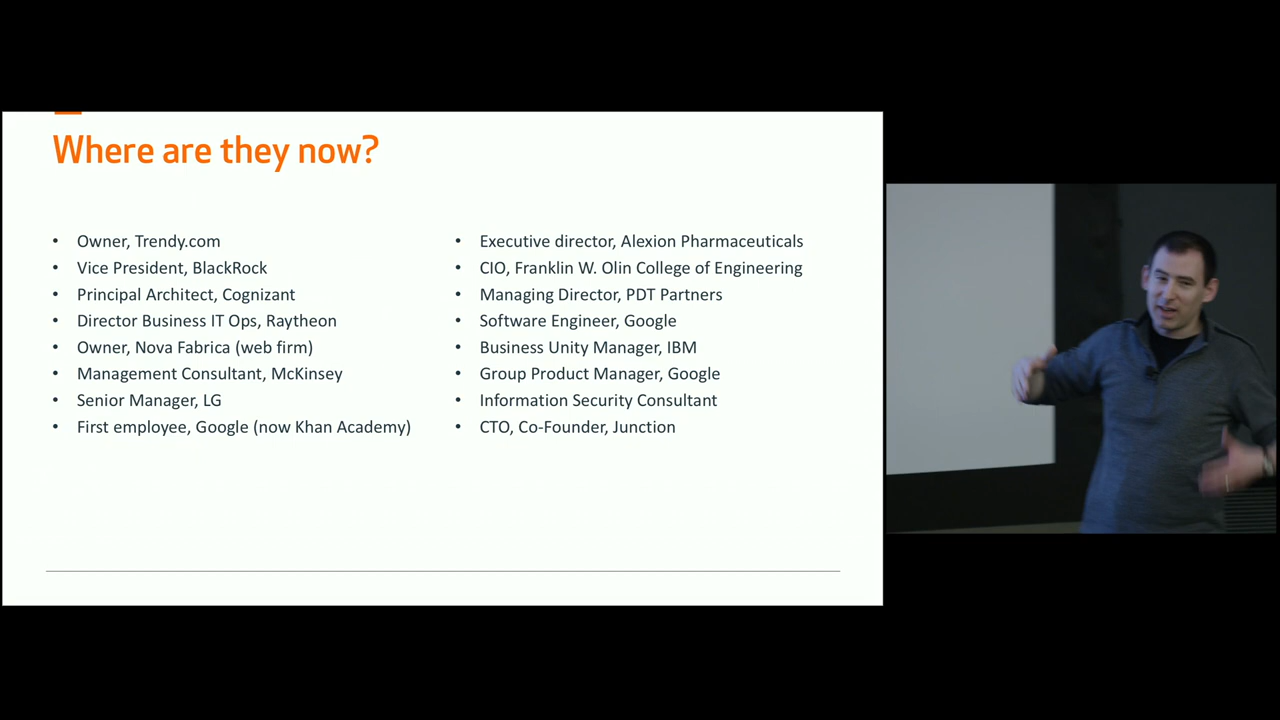 Where are they now?
• Owner, Trendy.com
• Vice President, BlackRock
• Principal Architect, Cognizant
• Director Business IT Ops, Raytheon
• Owner, Nova Fabrica (web firm)
• Management Consultant, McKinsey
• Senior Manager, LG
• First employee, Google (now Khan Academy)
• Executive director, Alexion Pharmaceuticals
• CIO, Franklin W. Olin College of Engineering
• Managing Director, PDT Partners
• Software Engineer, Google
• Business Unity Manager, IBM
• Group Product Manager, Google
• Information Security Consultant
• CTO, Co-Founder, Junction